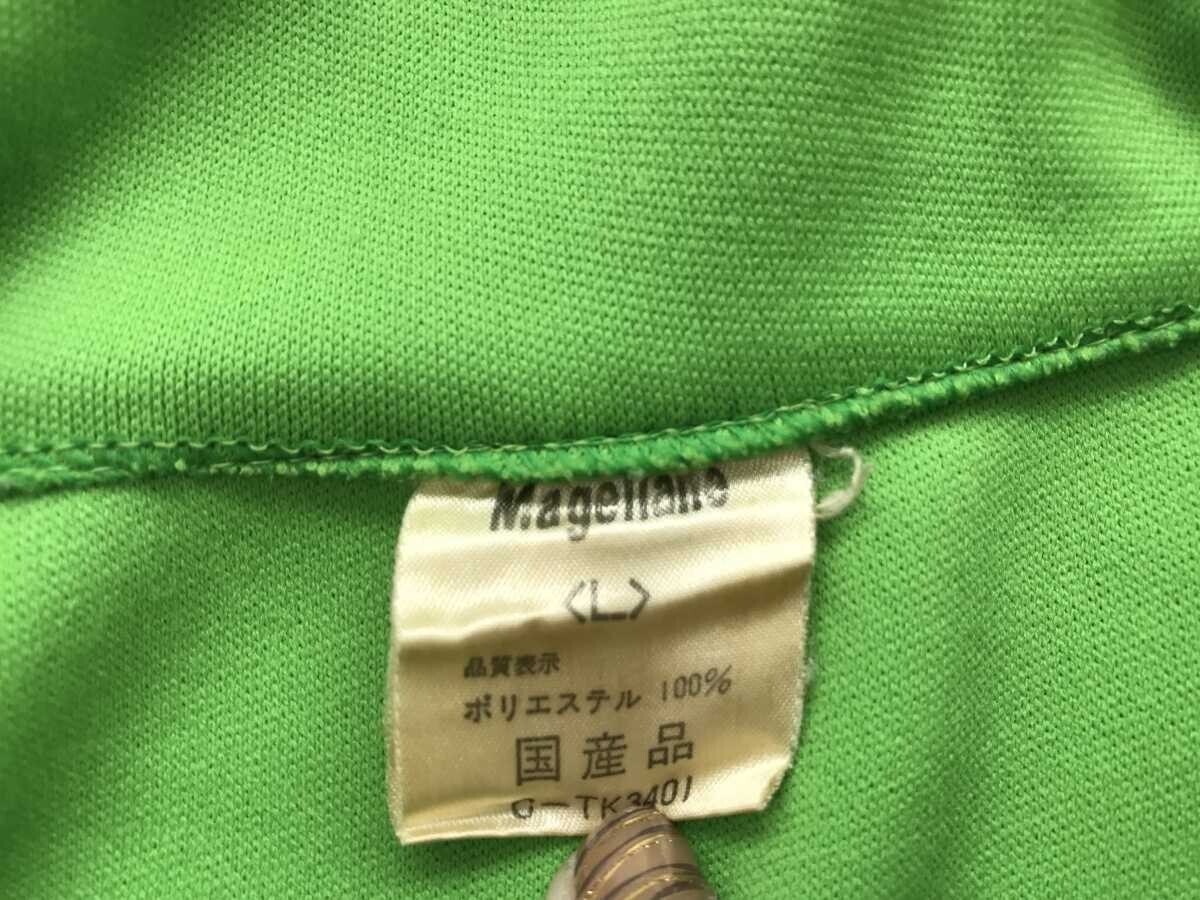 Magellane
〈L〉
品質表示
ポリエステル 100%
国産品
G-TK3401